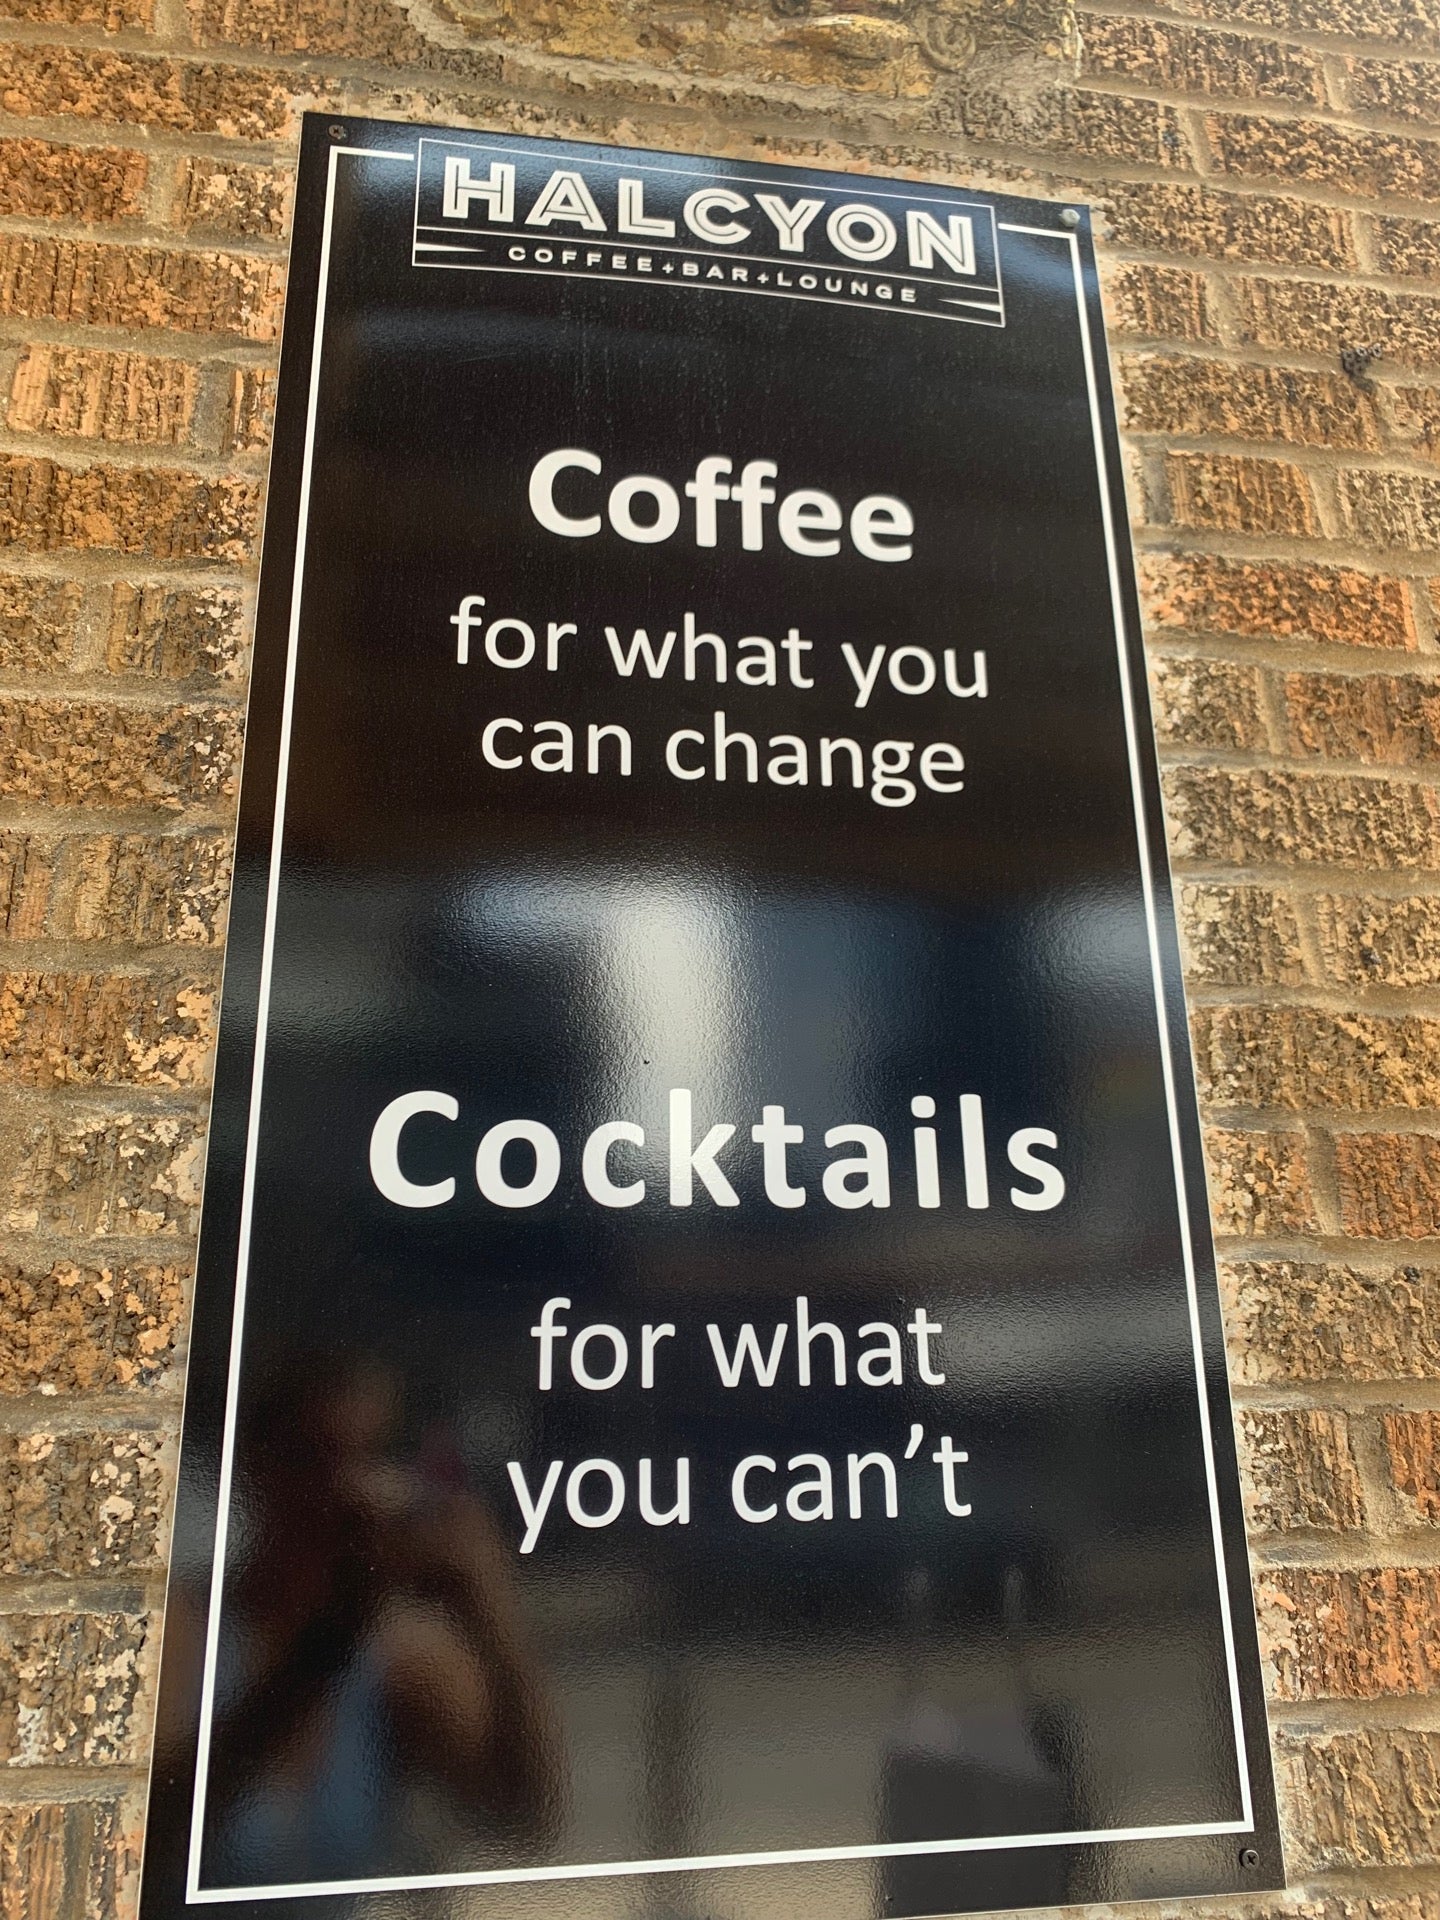 HALCYON
COFFEE+BAR+LOUNGE
Coffee
for what you
can change
Cocktails
for what
you can’t